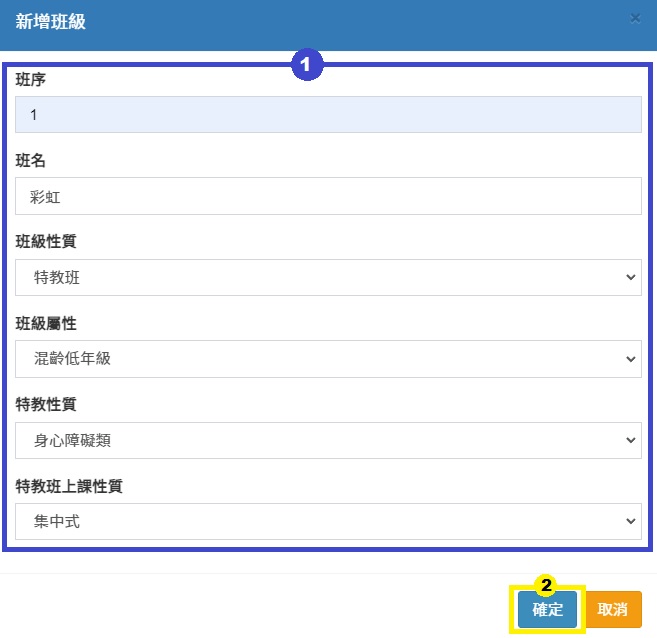 新增班級
×
1
班序
1
班名
彩虹
班級性質
特教班
班級屬性
混齡低年級
特教性質
身心障礙類
特教班上課性質
集中式
2
確定 取消